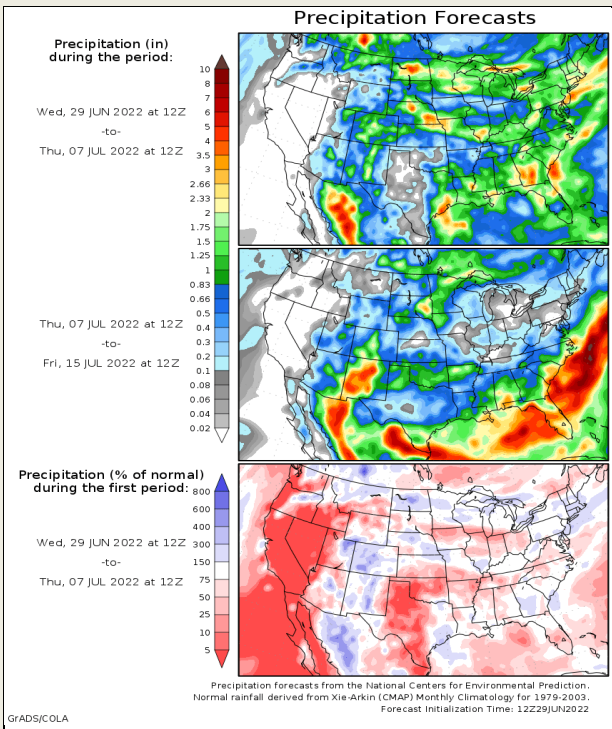 Precipitation Forecasts
Precipitation (in)
during the period:
Wed, 29 JUN 2022 at 12Z
-to-
Thu, 07 JUL 2022 at 12Z
10
8
7
6
5
4
3.5
3
2.66
2.33
2
1.75
1.5
1.25
1
0.83
0.66
0.5
0.4
0.3
0.2
0.1
0.08
0.06
0.04
0.02
Thu, 07 JUL 2022 at 12Z
-to-
Fri, 15 JUL 2022 at 12Z
Precipitation (% of normal)
during the first period:
Wed, 29 JUN 2022 at 12Z
-to-
Thu, 07 JUL 2022 at 12Z
800
600
400
300
150
75
50
25
10
5
Precipitation forecasts from the National Centers for Environmental Prediction.
Normal rainfall derived from Xie-Arkin (CMAP) Monthly Climatology for 1979-2003.
Forecast Initialization Time: 12Z29JUN2022
GrADS/COLA